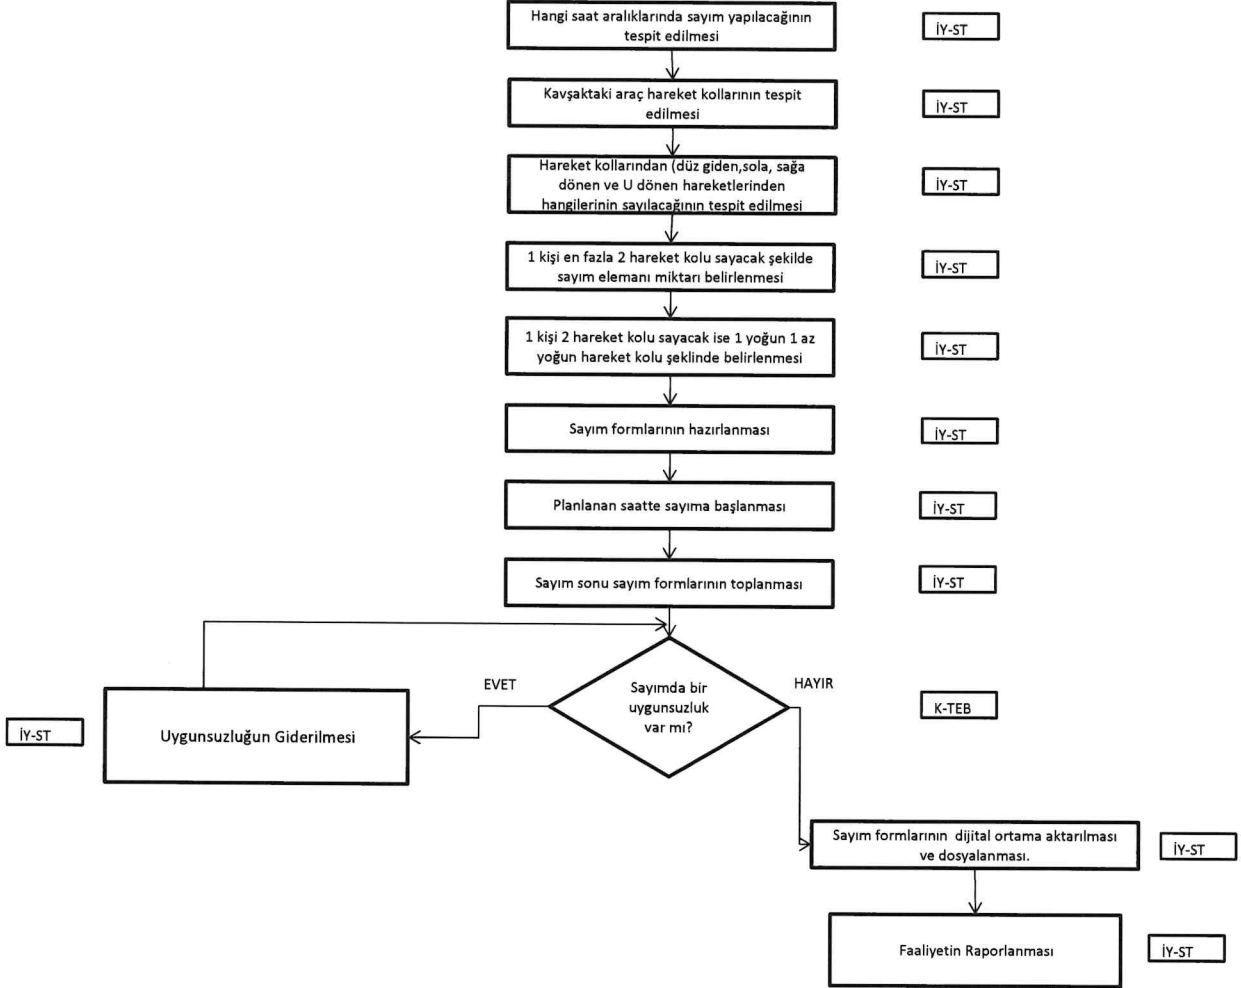 Hangi saat aralıklarında sayım yapılacağının
tespit edilmesi
İY-ST
Kavşaktaki araç hareket kollarının tespit
edilmesi
İY-ST
Hareket kollarından (düz giden,sola, sağa
dönen ve U dönen hareketlerinden
hangilerinin sayılacağının tespit edilmesi
İY-ST
1 kişi en fazla 2 hareket kolu sayacak şekilde
sayım elemanı miktarı belirlenmesi
İY-ST
1 kişi 2 hareket kolu sayacak ise 1 yoğun 1 az
yoğun hareket kolu şeklinde belirlenmesi
İY-ST
Sayım formlarının hazırlanması
İY-ST
Planlanan saatte sayıma başlanması
İY-ST
Sayım sonu sayım formlarının toplanması
İY-ST
EVET
HAYIR
Sayımda bir
uygunsuzluk
var mı?
K-TEB
İY-ST
Uygunsuzluğun Giderilmesi
Sayım formlarının dijital ortama aktarılması
ve dosyalanması.
İY-ST
Faaliyetin Raporlanması
İY-ST